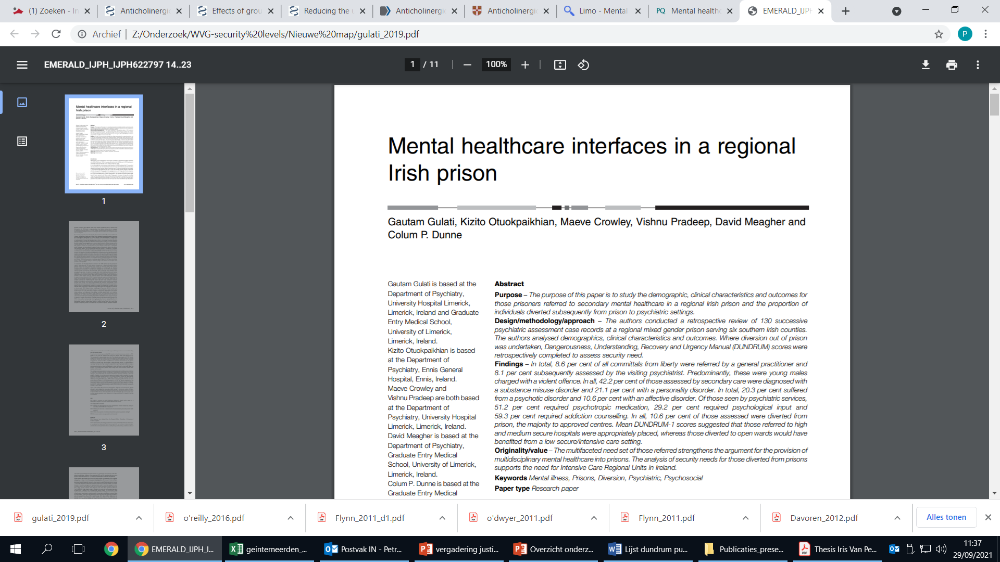 (1) Zoeken - In
Anticholinergi
Effects of grou
Reducing the u
Anticholinergi
Anticholinergi
Limo - Mental
PQ Mental health
EMERALD_IJPH
Archief | Z:/Onderzoek/WVG-security%20levels/Nieuwe%20map/gulati_2019.pdf
P
EMERALD_IJPH_IJPH622797 14..23
1 / 11
100%
1
2
3
Mental healthcare interfaces in a regional
Irish prison
Gautam Gulati, Kizito Otuokpaikhian, Maeve Crowley, Vishnu Pradeep, David Meagher and
Colum P. Dunne
Gautam Gulati is based at the
Department of Psychiatry,
University Hospital Limerick,
Limerick, Ireland and Graduate
Entry Medical School,
University of Limerick,
Limerick, Ireland.
Kizito Otuokpaikhian is based
at the Department of
Psychiatry, Ennis General
Hospital, Ennis, Ireland.
Maeve Crowley and
Vishnu Pradeep are both based
at the Department of
Psychiatry, University Hospital
Limerick, Limerick, Ireland.
David Meagher is based at the
Department of Psychiatry,
Graduate Entry Medical
School, University of Limerick,
Limerick, Ireland.
Colum P. Dunne is based at the
Graduate Entry Medical
Abstract
Purpose – The purpose of this paper is to study the demographic, clinical characteristics and outcomes for
those prisoners referred to secondary mental healthcare in a regional Irish prison and the proportion of
individuals diverted subsequently from prison to psychiatric settings.
Design/methodology/approach – The authors conducted a retrospective review of 130 successive
psychiatric assessment case records at a regional mixed gender prison serving six southern Irish counties.
The authors analysed demographics, clinical characteristics and outcomes. Where diversion out of prison
was undertaken, Dangerousness, Understanding, Recovery and Urgency Manual (DUNDRUM) scores were
retrospectively completed to assess security need.
Findings – In total, 8.6 per cent of all committals from liberty were referred by a general practitioner and
8.1 per cent subsequently assessed by the visiting psychiatrist. Predominantly, these were young males
charged with a violent offence. In all, 42.2 per cent of those assessed by secondary care were diagnosed with
a substance misuse disorder and 21.1 per cent with a personality disorder. In total, 20.3 per cent suffered
from a psychotic disorder and 10.6 per cent with an affective disorder. Of those seen by psychiatric services,
51.2 per cent required psychotropic medication, 29.2 per cent required psychological input and
59.3 per cent required addiction counselling. In all, 10.6 per cent of those assessed were diverted from
prison, the majority to approved centres. Mean DUNDRUM-1 scores suggested that those referred to high
and medium secure hospitals were appropriately placed, whereas those diverted to open wards would have
benefited from a low secure/intensive care setting.
Originality/value – The multifaceted need set of those referred strengthens the argument for the provision of
multidisciplinary mental healthcare into prisons. The analysis of security needs for those diverted from prisons
supports the need for Intensive Care Regional Units in Ireland.
Keywords Mental illness, Prisons, Diversion, Psychiatric, Psychosocial
Paper type Research paper
gulati_2019.pdf
o'reilly_2016.pdf
Flynn_2011_d1.pdf
o'dwyer_2011.pdf
Flynn_2011.pdf
Davoren_2012.pdf
Alles tonen
EMERALD_IJPH_I...
geinterneerden_...
Postvak IN - Petr...
vergadering justi...
Overzicht onderz...
Lijst dundrum pu...
Publicaties_prese...
Thesis Iris Van Pe...
11:37
29/09/2021